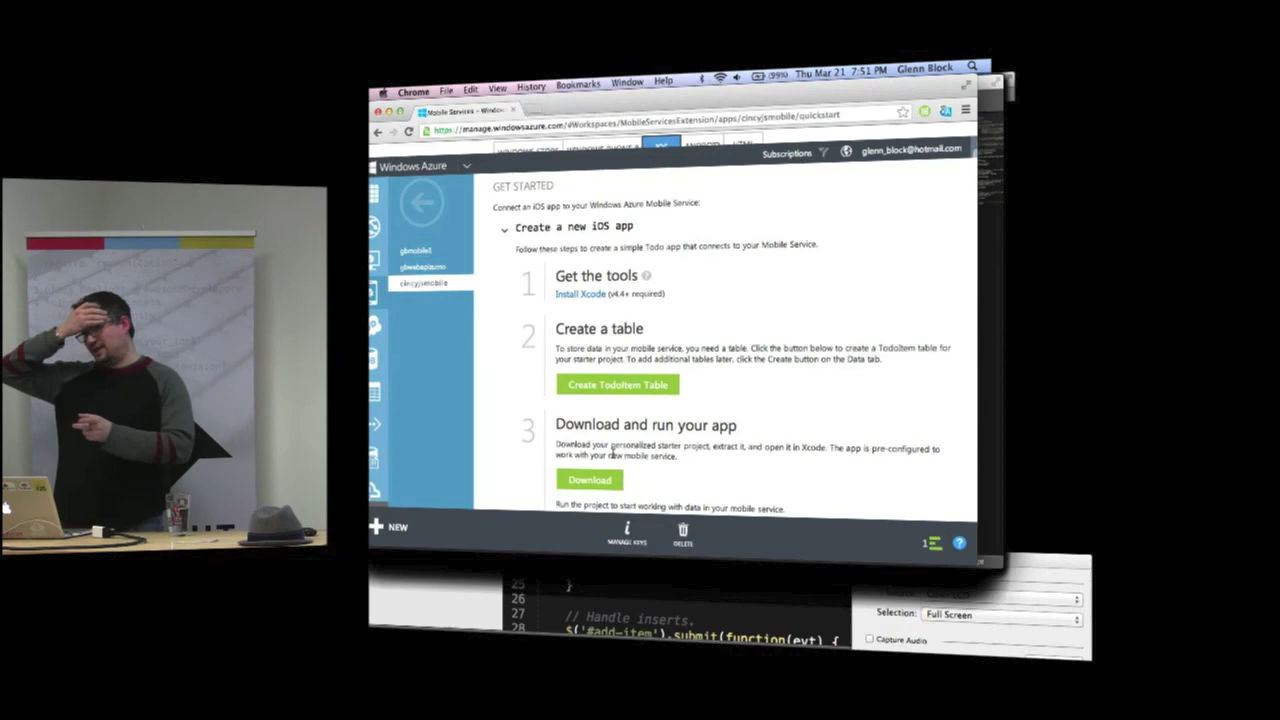 Chrome File Edit View History Bookmarks Window Help (99%) Thu Mar 21 7:51 PM Glenn Block
Mobile Services - Window
https://manage.windowsazure.com/#Workspaces/MobileServicesExtension/apps/cincyjsmobile/quickstart
Windows Azure Subscriptions glenn_block@hotmail.com
GET STARTED
Connect an iOS app to your Windows Azure Mobile Service:
Create a new iOS app
Follow these steps to create a simple Todo app that connects to your Mobile Service.
gbmobile1
gbwebapizumo
cincyjsmobile
1 Get the tools
Install Xcode (v4.4+ required)
2 Create a table
To store data in your mobile service, you need a table. Click the button below to create a TodoItem table for
your starter project. To add additional tables later, click the Create button on the Data tab.
Create TodoItem Table
3 Download and run your app
Download your personalized starter project, extract it, and open it in Xcode. The app is pre-configured to
work with your new mobile service.
Download
Run the project to start working with data in your mobile service.
NEW
MANAGE KEYS
DELETE
1
?
25 }
26
27 // Handle inserts.
28 $('#add-item').submit(function(evt) {
Selection: Full Screen
Capture Audio